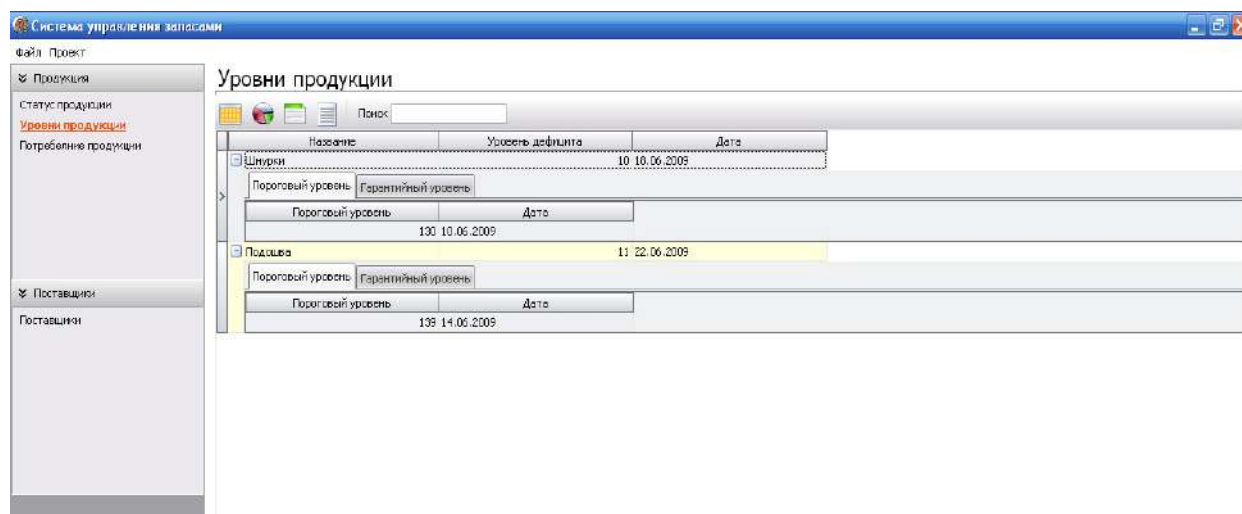 Система управления запасами
Файл Проект
Продукция
Статус продукции
Уровни продукции
Потребление продукции
Поставщики
Поставщики
Уровни продукции
Поиск
Название Уровень дефицита Дата
Шнурки 10 10.06.2009
Пороговый уровень Гарантийный уровень
Пороговый уровень Дата
130 10.06.2009
Подошва 11 22.06.2009
Пороговый уровень Гарантийный уровень
Пороговый уровень Дата
139 14.06.2009